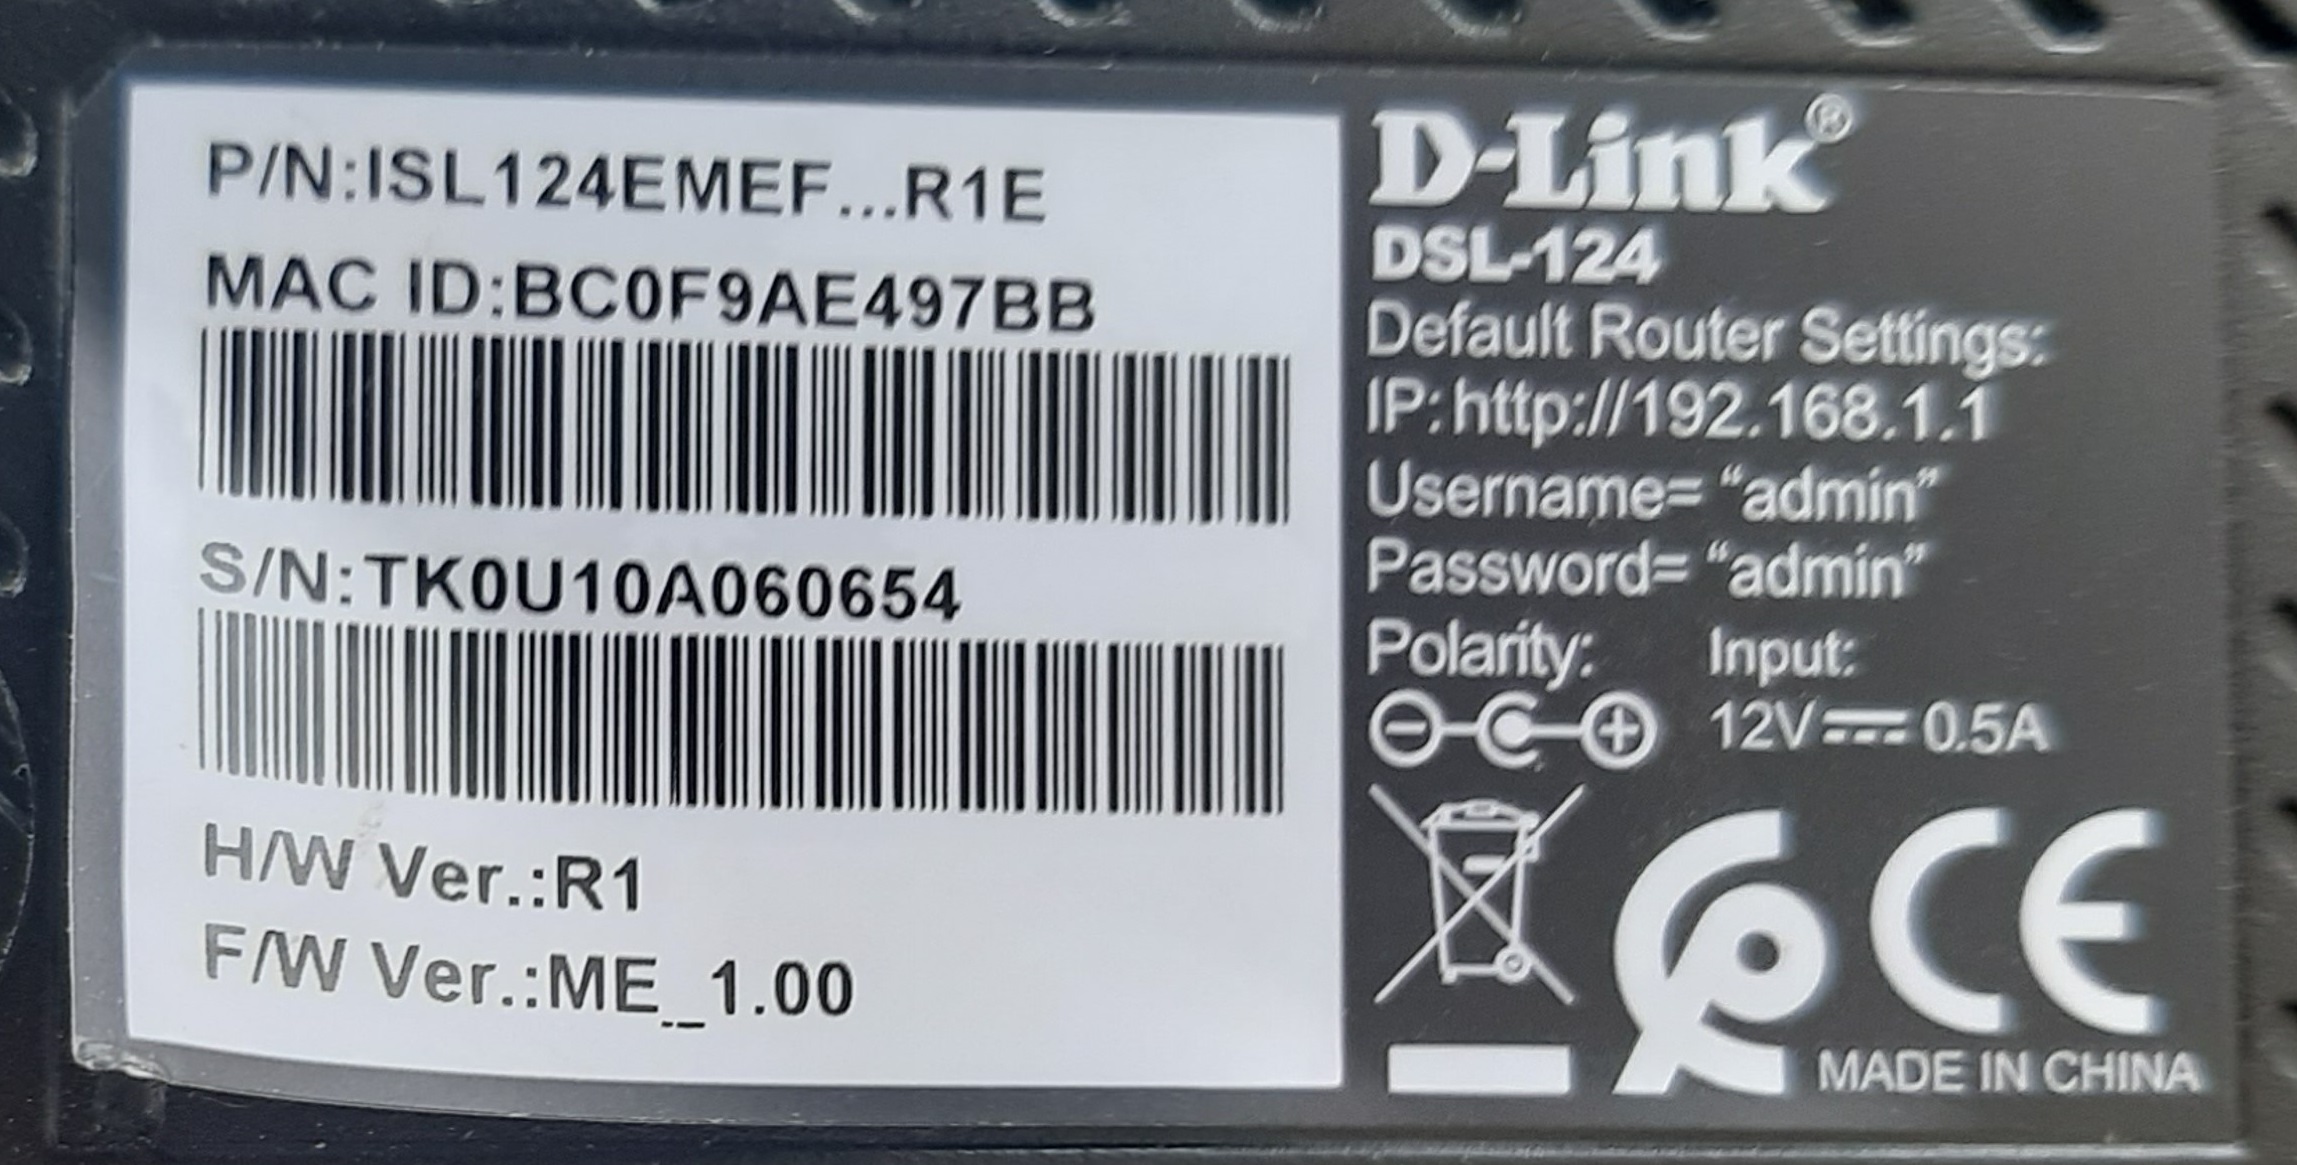 P/N:ISL124EMEF...R1E
MAC ID:BC0F9AE497BB
S/N:TK0U10A060654
H/W Ver.:R1
F/W Ver.:ME_1.00
D-Link®
DSL-124
Default Router Settings:
IP: http://192.168.1.1
Username= “admin”
Password= “admin”
Polarity: Input:
12V⎓0.5A
CE
MADE IN CHINA